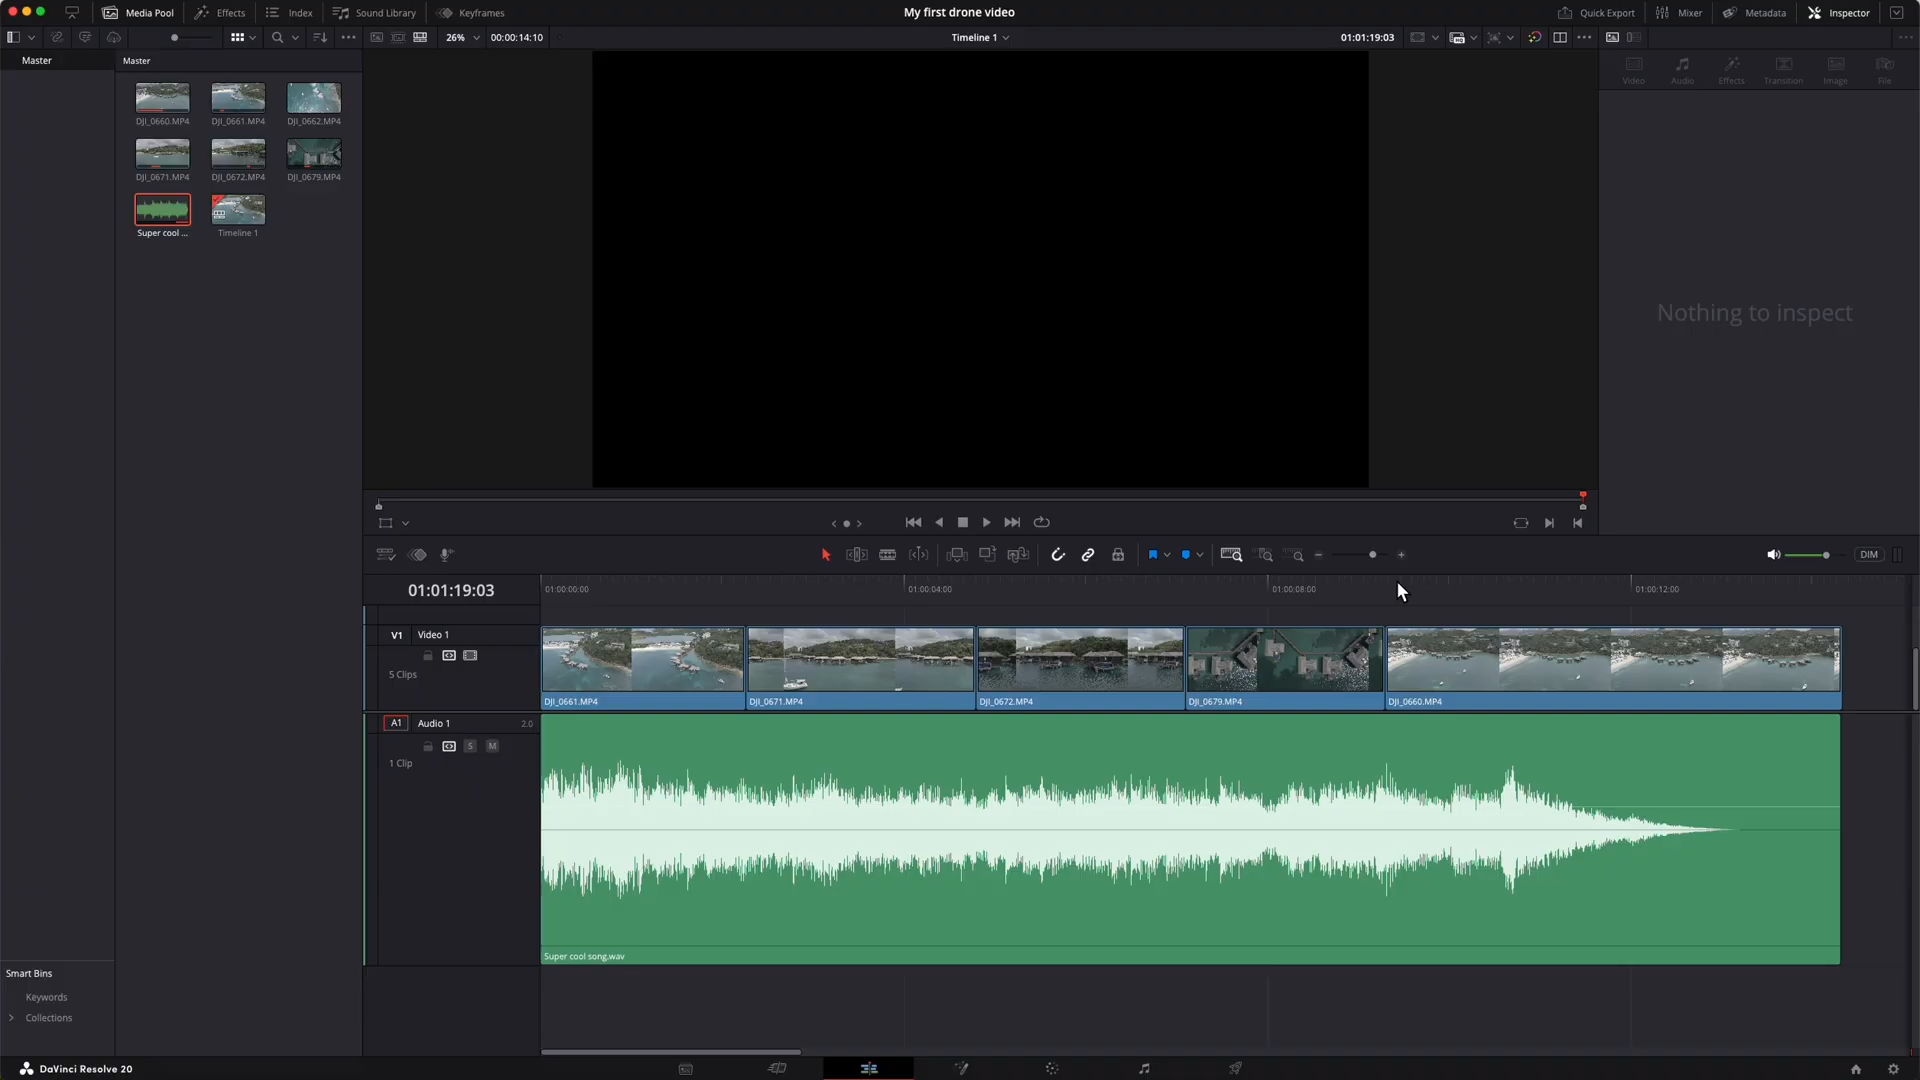 Media Pool Effects Index Sound Library Keyframes My first drone video Quick Export Mixer Metadata Inspector
26% 00:00:14:10 Timeline 1 01:01:19:03
Master Master
Video Audio Effects Transition Image File
DJI_0660.MP4 DJI_0661.MP4 DJI_0662.MP4
DJI_0671.MP4 DJI_0672.MP4 DJI_0679.MP4
Super cool ... Timeline 1
Nothing to inspect
DIM
01:01:19:03 01:00:00:00 01:00:04:00 01:00:08:00 01:00:12:00
V1 Video 1
5 Clips
DJI_0661.MP4 DJI_0671.MP4 DJI_0672.MP4 DJI_0679.MP4 DJI_0660.MP4
A1 Audio 1 2.0
S M
1 Clip
Super cool song.wav
Smart Bins
Keywords
Collections
DaVinci Resolve 20